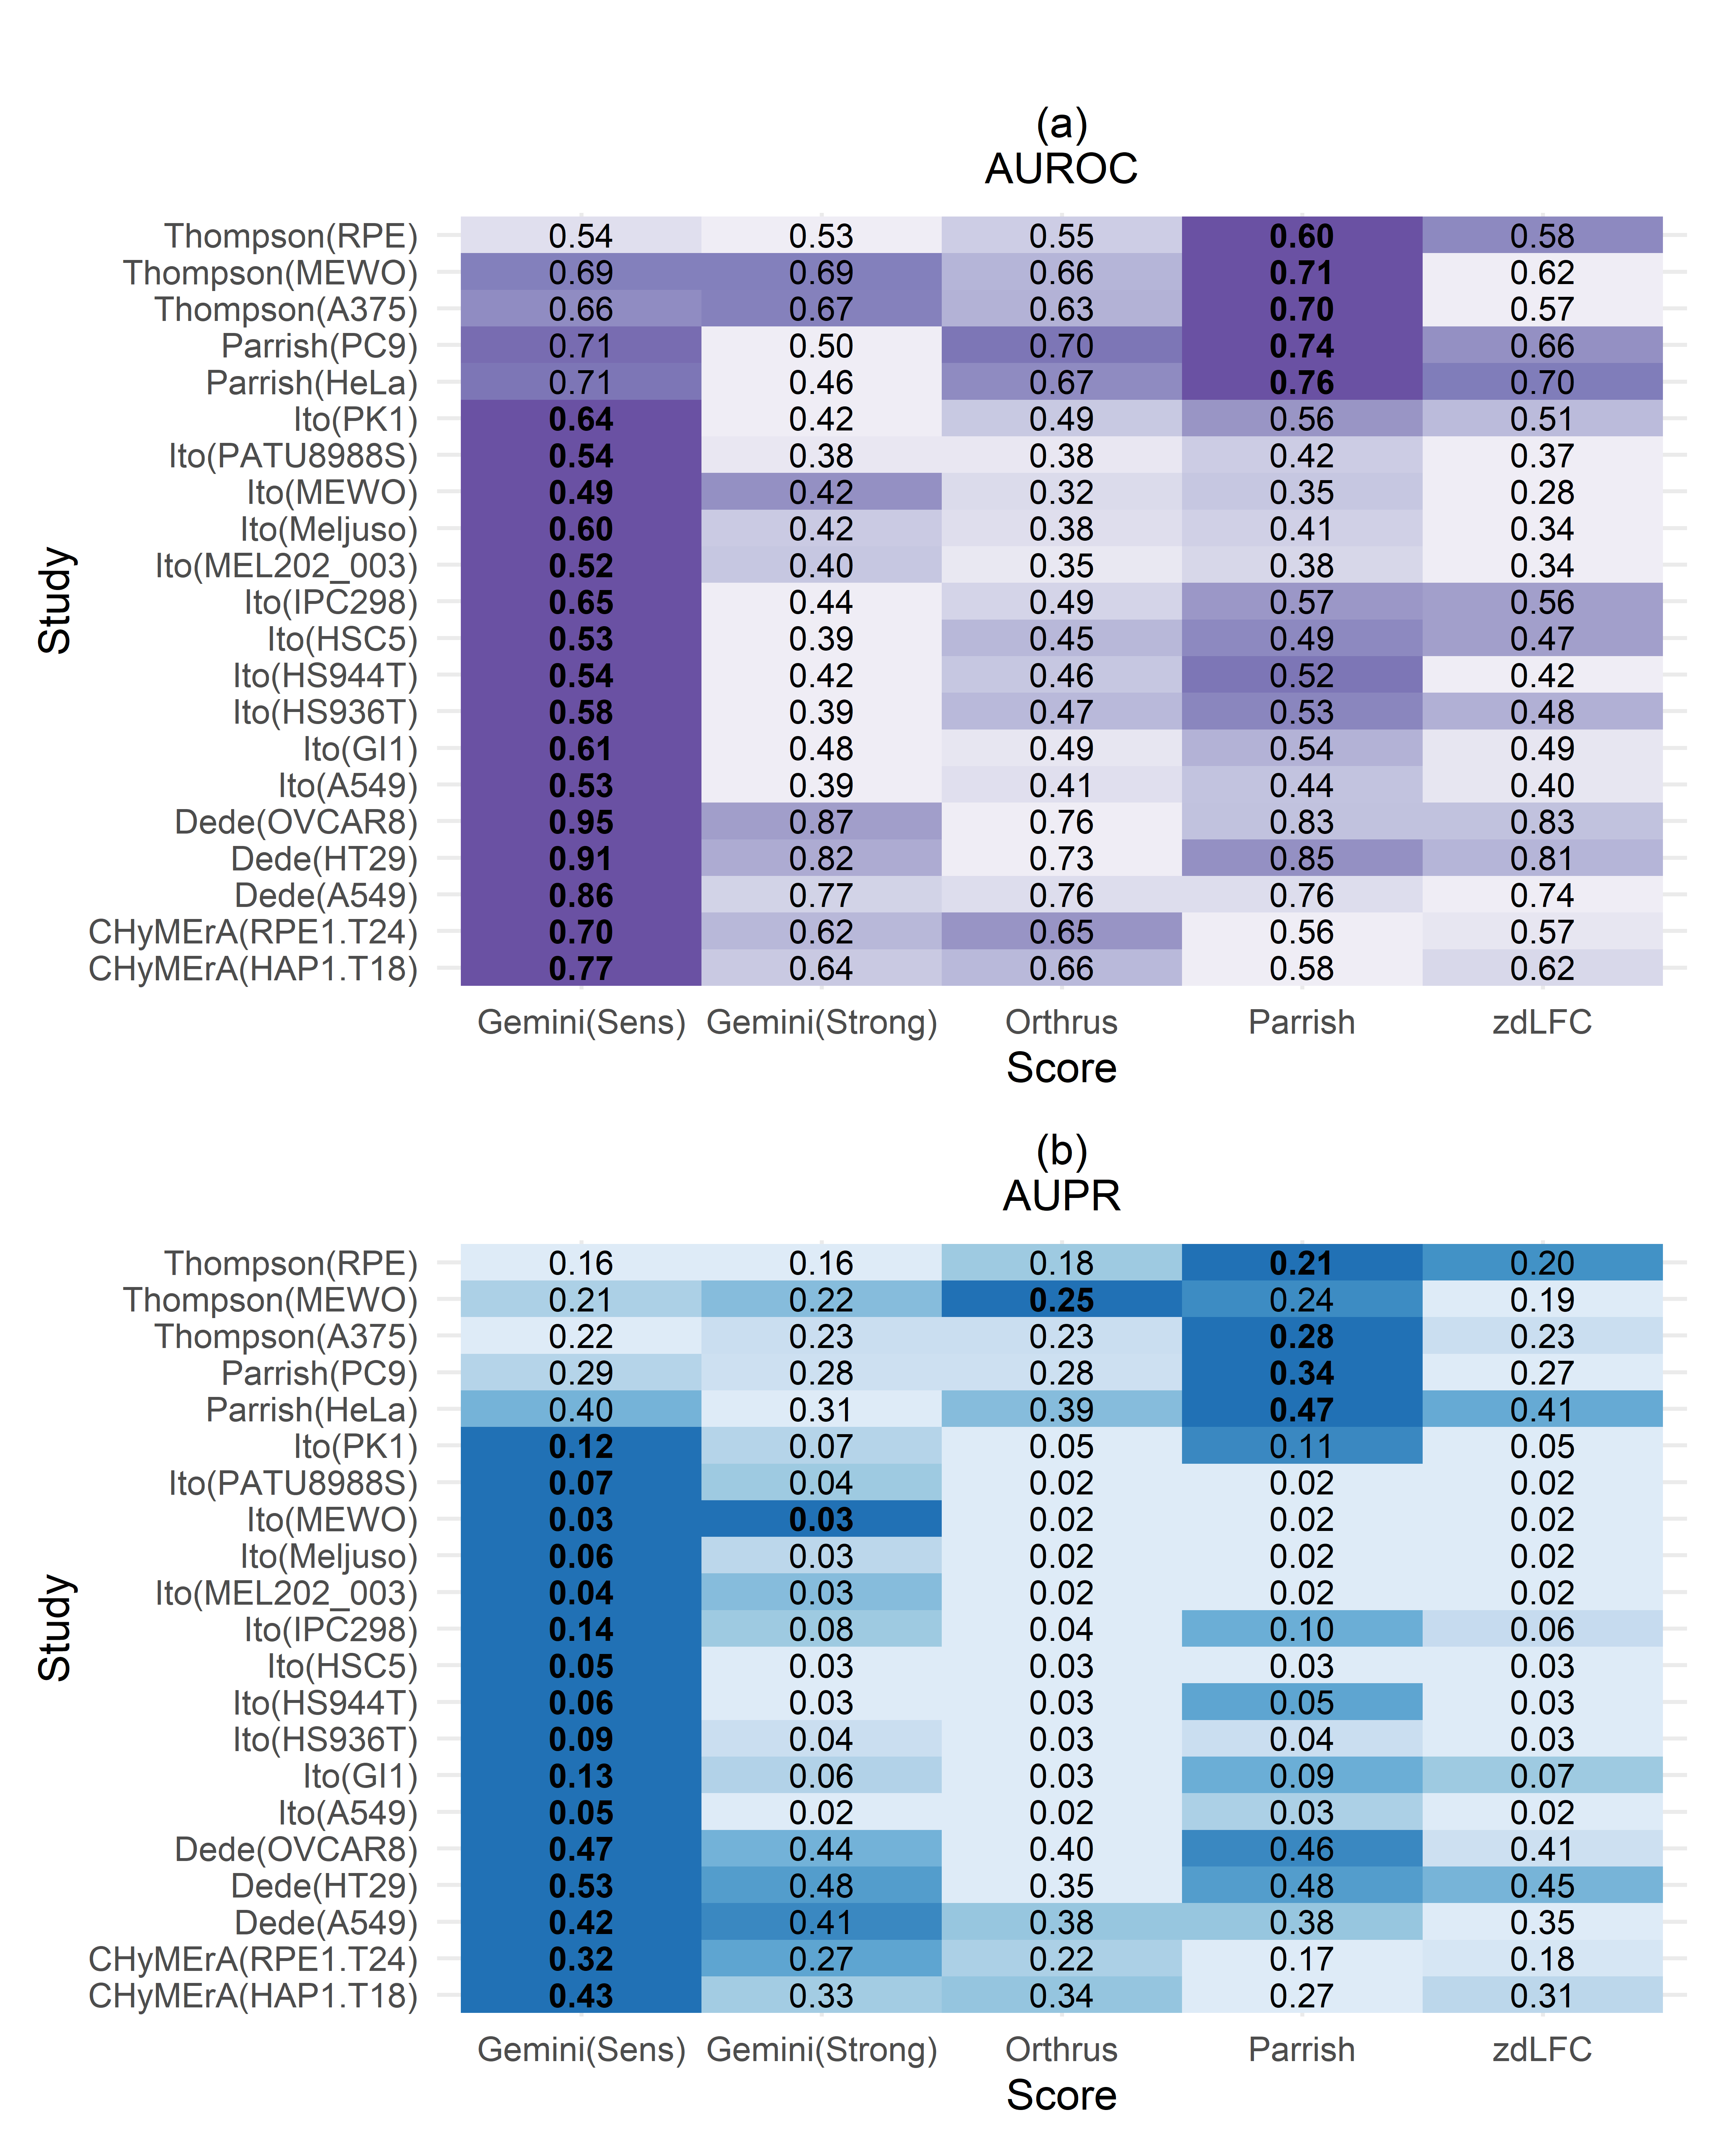 (a)
AUROC
Study
Thompson(RPE) 0.54 0.53 0.55 0.60 0.58
Thompson(MEWO) 0.69 0.69 0.66 0.71 0.62
Thompson(A375) 0.66 0.67 0.63 0.70 0.57
Parrish(PC9) 0.71 0.50 0.70 0.74 0.66
Parrish(HeLa) 0.71 0.46 0.67 0.76 0.70
Ito(PK1) 0.64 0.42 0.49 0.56 0.51
Ito(PATU8988S) 0.54 0.38 0.38 0.42 0.37
Ito(MEWO) 0.49 0.42 0.32 0.35 0.28
Ito(Meljuso) 0.60 0.42 0.38 0.41 0.34
Ito(MEL202_003) 0.52 0.40 0.35 0.38 0.34
Ito(IPC298) 0.65 0.44 0.49 0.57 0.56
Ito(HSC5) 0.53 0.39 0.45 0.49 0.47
Ito(HS944T) 0.54 0.42 0.46 0.52 0.42
Ito(HS936T) 0.58 0.39 0.47 0.53 0.48
Ito(GI1) 0.61 0.48 0.49 0.54 0.49
Ito(A549) 0.53 0.39 0.41 0.44 0.40
Dede(OVCAR8) 0.95 0.87 0.76 0.83 0.83
Dede(HT29) 0.91 0.82 0.73 0.85 0.81
Dede(A549) 0.86 0.77 0.76 0.76 0.74
CHyMErA(RPE1.T24) 0.70 0.62 0.65 0.56 0.57
CHyMErA(HAP1.T18) 0.77 0.64 0.66 0.58 0.62
Gemini(Sens) Gemini(Strong) Orthrus Parrish zdLFC
Score
(b)
AUPR
Study
Thompson(RPE) 0.16 0.16 0.18 0.21 0.20
Thompson(MEWO) 0.21 0.22 0.25 0.24 0.19
Thompson(A375) 0.22 0.23 0.23 0.28 0.23
Parrish(PC9) 0.29 0.28 0.28 0.34 0.27
Parrish(HeLa) 0.40 0.31 0.39 0.47 0.41
Ito(PK1) 0.12 0.07 0.05 0.11 0.05
Ito(PATU8988S) 0.07 0.04 0.02 0.02 0.02
Ito(MEWO) 0.03 0.03 0.02 0.02 0.02
Ito(Meljuso) 0.06 0.03 0.02 0.02 0.02
Ito(MEL202_003) 0.04 0.03 0.02 0.02 0.02
Ito(IPC298) 0.14 0.08 0.04 0.10 0.06
Ito(HSC5) 0.05 0.03 0.03 0.03 0.03
Ito(HS944T) 0.06 0.03 0.03 0.05 0.03
Ito(HS936T) 0.09 0.04 0.03 0.04 0.03
Ito(GI1) 0.13 0.06 0.03 0.09 0.07
Ito(A549) 0.05 0.02 0.02 0.03 0.02
Dede(OVCAR8) 0.47 0.44 0.40 0.46 0.41
Dede(HT29) 0.53 0.48 0.35 0.48 0.45
Dede(A549) 0.42 0.41 0.38 0.38 0.35
CHyMErA(RPE1.T24) 0.32 0.27 0.22 0.17 0.18
CHyMErA(HAP1.T18) 0.43 0.33 0.34 0.27 0.31
Gemini(Sens) Gemini(Strong) Orthrus Parrish zdLFC
Score